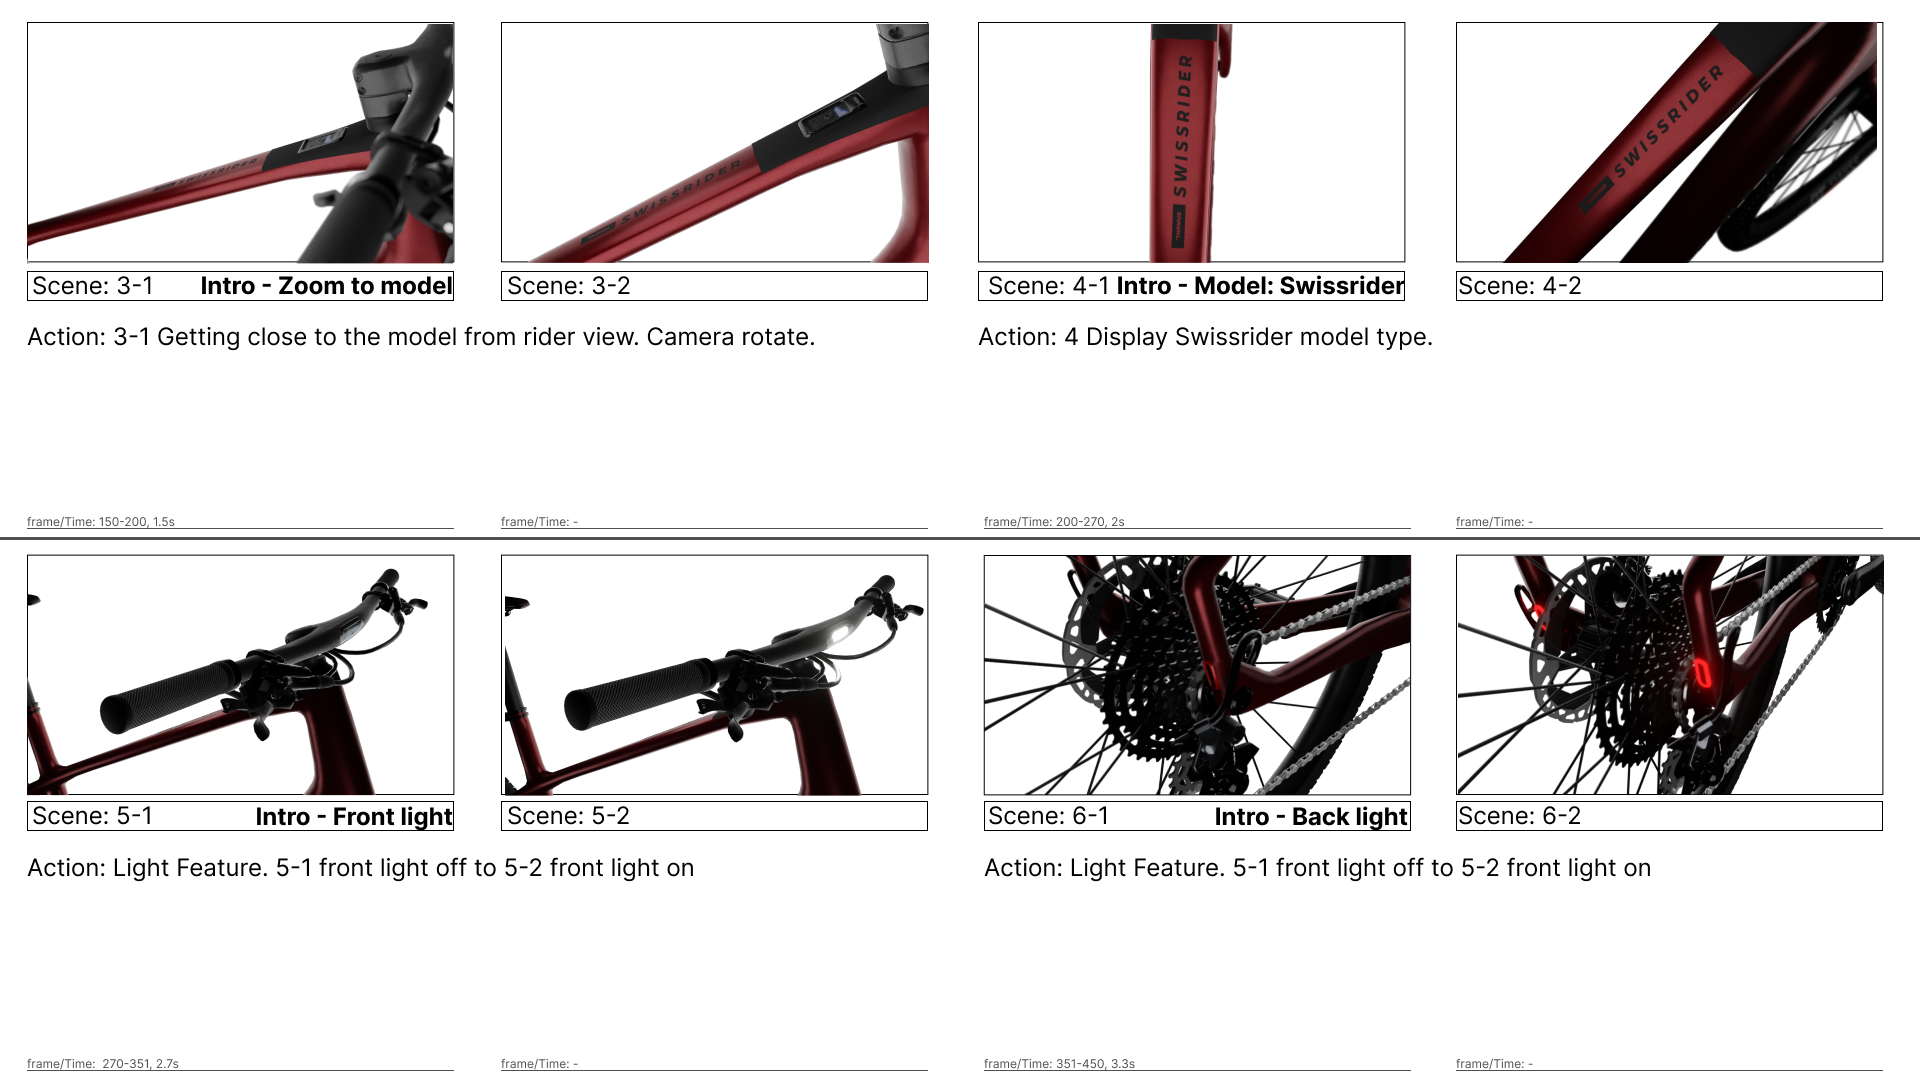 SWISSRIDER
SWISSRIDER
SWISSRIDER
SWISSRIDER
Scene: 3-1 Intro - Zoom to model
Scene: 3-2
Scene: 4-1 Intro - Model: Swissrider
Scene: 4-2
Action: 3-1 Getting close to the model from rider view. Camera rotate.
Action: 4 Display Swissrider model type.
frame/Time: 150-200, 1.5s
frame/Time: -
frame/Time: 200-270, 2s
frame/Time: -
Scene: 5-1 Intro - Front light
Scene: 5-2
Scene: 6-1 Intro - Back light
Scene: 6-2
Action: Light Feature. 5-1 front light off to 5-2 front light on
Action: Light Feature. 5-1 front light off to 5-2 front light on
frame/Time: 270-351, 2.7s
frame/Time: -
frame/Time: 351-450, 3.3s
frame/Time: -